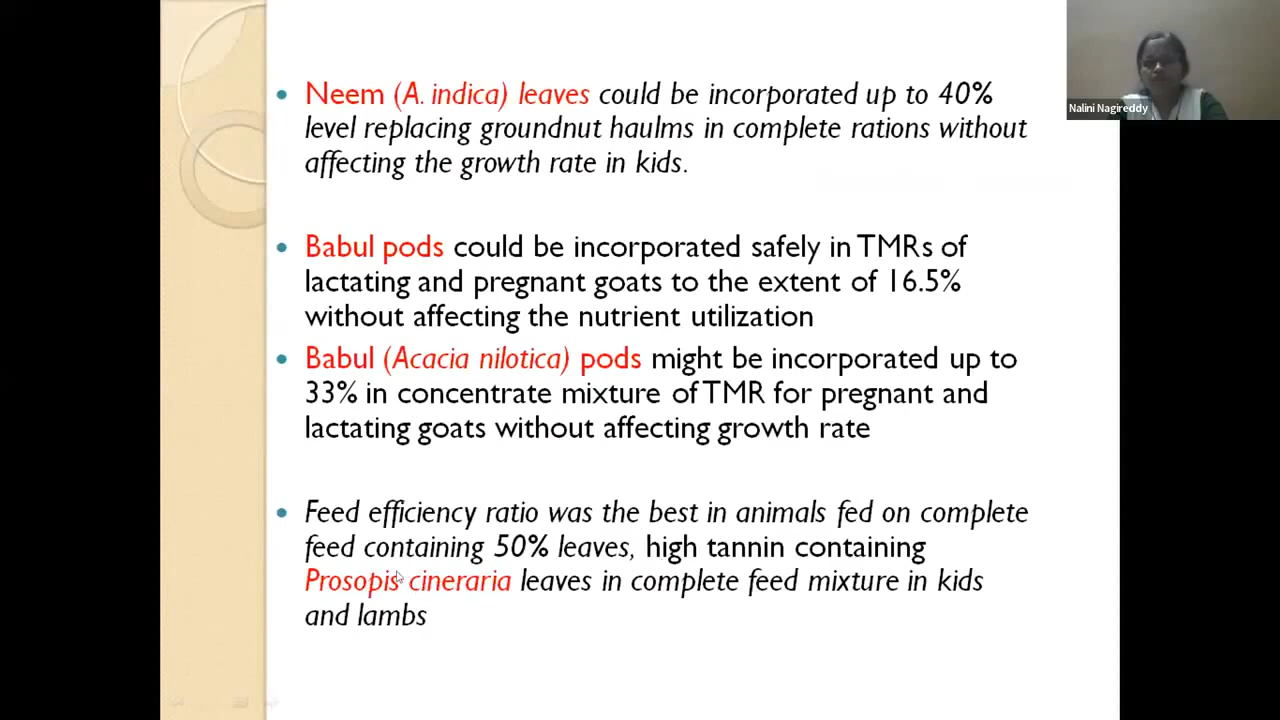 Neem (A. indica) leaves could be incorporated up to 40%
level replacing groundnut haulms in complete rations without
affecting the growth rate in kids.
Babul pods could be incorporated safely in TMRs of
lactating and pregnant goats to the extent of 16.5%
without affecting the nutrient utilization
Babul (Acacia nilotica) pods might be incorporated up to
33% in concentrate mixture of TMR for pregnant and
lactating goats without affecting growth rate
Feed efficiency ratio was the best in animals fed on complete
feed containing 50% leaves, high tannin containing
Prosopis cineraria leaves in complete feed mixture in kids
and lambs
Nalini Nagireddy